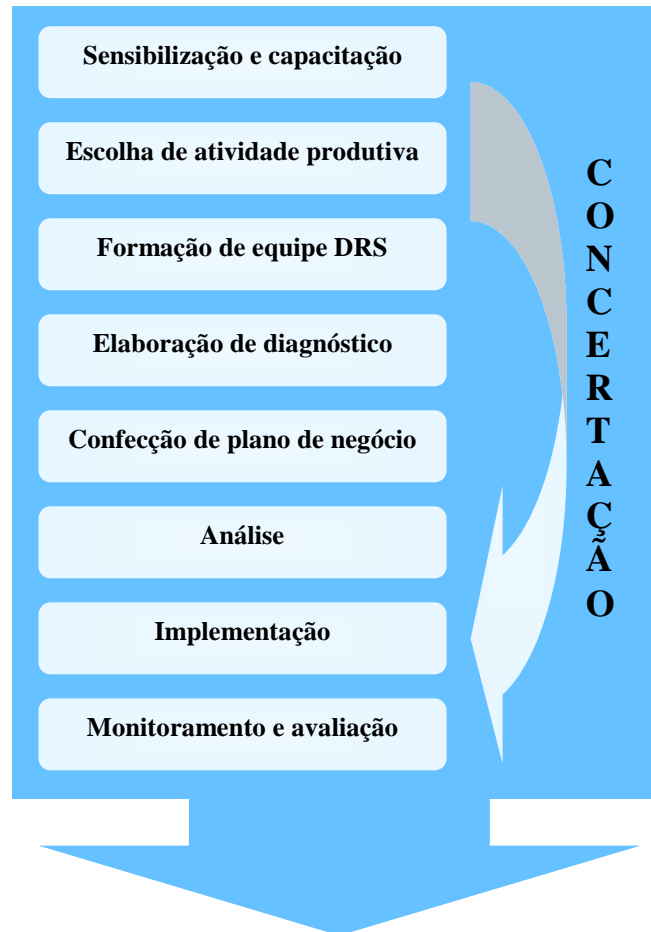 Sensibilização e capacitação
Escolha de atividade produtiva
Formação de equipe DRS
Elaboração de diagnóstico
Confecção de plano de negócio
Análise
Implementação
Monitoramento e avaliação
CONCERTAÇÃO